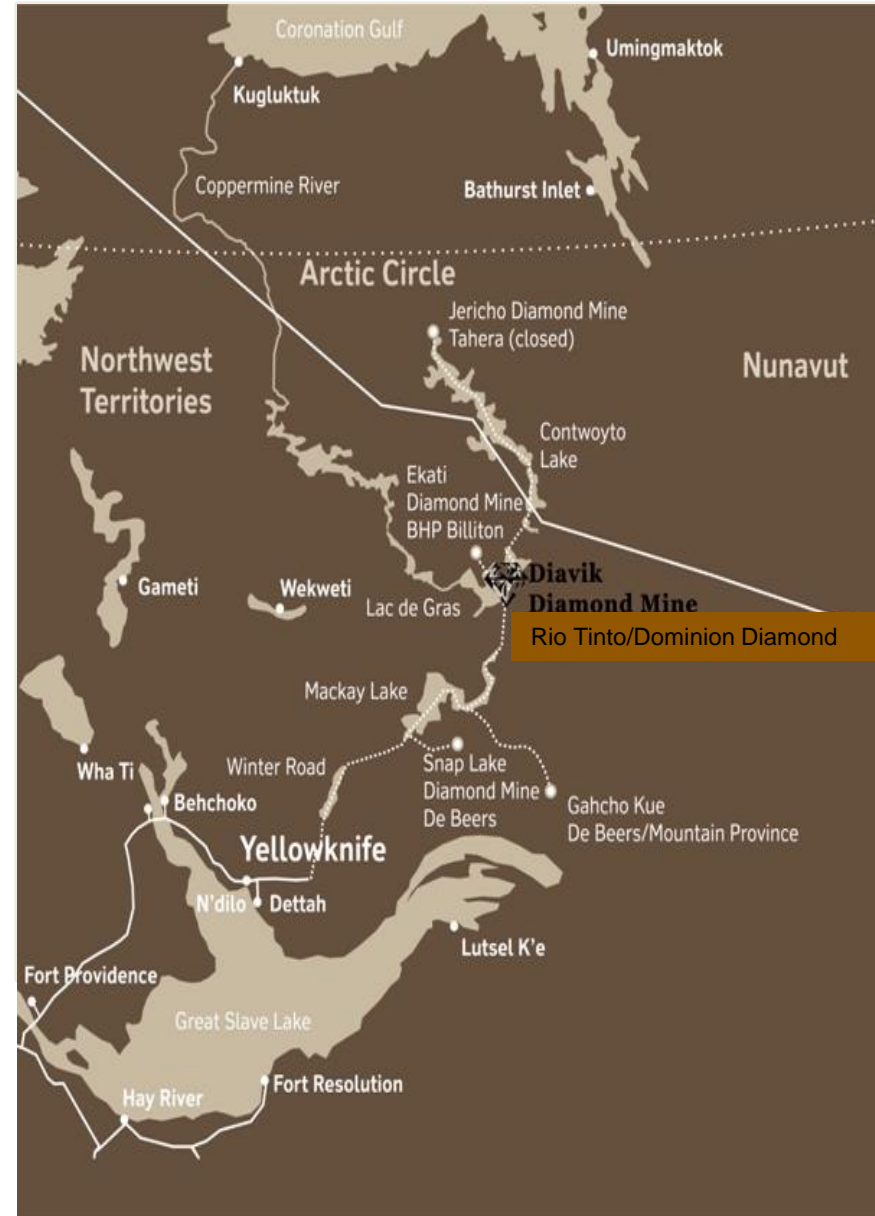 Coronation Gulf
Umingmaktok
Kugluktuk
Coppermine River
Bathurst Inlet
Arctic Circle
Jericho Diamond Mine
Tahera (closed)
Northwest
Territories
Nunavut
Contwoyto
Lake
Ekati
Diamond Mine
BHP Billiton
Diavik
Diamond Mine
Rio Tinto/Dominion Diamond
Gameti
Wekweti
Lac de Gras
Mackay Lake
Wha Ti
Winter Road
Snap Lake
Diamond Mine
De Beers
Gahcho Kue
De Beers/Mountain Province
Behchoko
Yellowknife
N'dilo
Dettah
Lutsel K'e
Fort Providence
Great Slave Lake
Fort Resolution
Hay River